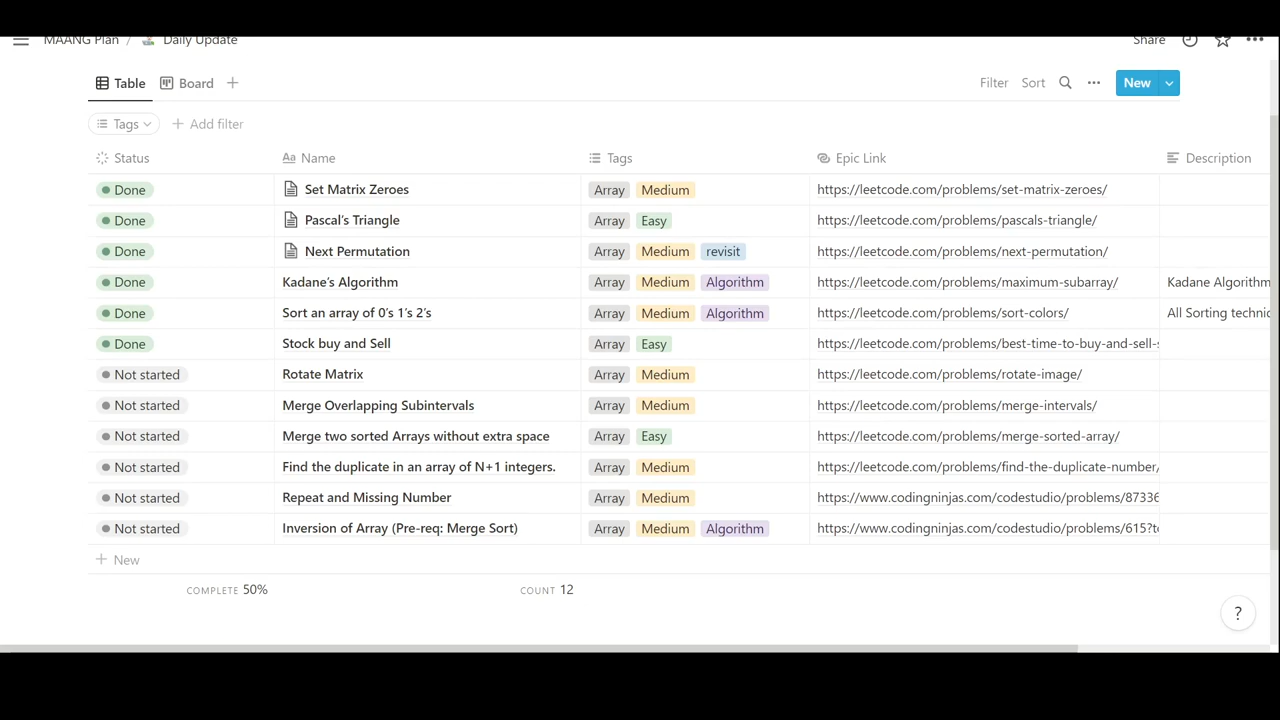 MAANG Plan / Daily Update Share
Table Board
Filter Sort New
Tags Add filter
Status Name Tags Epic Link Description
Done Set Matrix Zeroes Array Medium https://leetcode.com/problems/set-matrix-zeroes/
Done Pascal's Triangle Array Easy https://leetcode.com/problems/pascals-triangle/
Done Next Permutation Array Medium revisit https://leetcode.com/problems/next-permutation/
Done Kadane's Algorithm Array Medium Algorithm https://leetcode.com/problems/maximum-subarray/ Kadane Algorithm
Done Sort an array of 0's 1's 2's Array Medium Algorithm https://leetcode.com/problems/sort-colors/ All Sorting technic
Done Stock buy and Sell Array Easy https://leetcode.com/problems/best-time-to-buy-and-sell-s
Not started Rotate Matrix Array Medium https://leetcode.com/problems/rotate-image/
Not started Merge Overlapping Subintervals Array Medium https://leetcode.com/problems/merge-intervals/
Not started Merge two sorted Arrays without extra space Array Easy https://leetcode.com/problems/merge-sorted-array/
Not started Find the duplicate in an array of N+1 integers. Array Medium https://leetcode.com/problems/find-the-duplicate-number/
Not started Repeat and Missing Number Array Medium https://www.codingninjas.com/codestudio/problems/87336
Not started Inversion of Array (Pre-req: Merge Sort) Array Medium Algorithm https://www.codingninjas.com/codestudio/problems/615?to
New
COMPLETE 50% COUNT 12
?